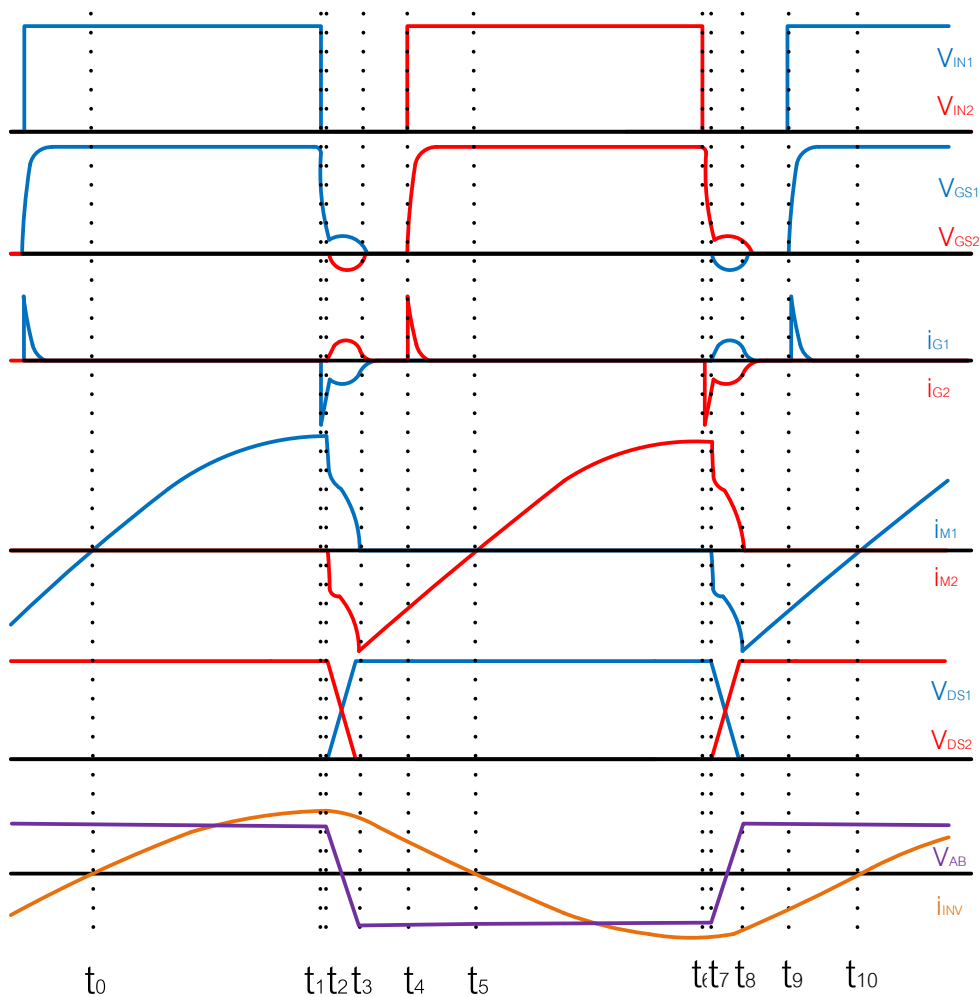 VIN1
VIN2
VGS1
VGS2
iG1
iG2
iM1
iM2
VDS1
VDS2
VAB
iINV
t0 t1 t2 t3 t4 t5 t6 t7 t8 t9 t10